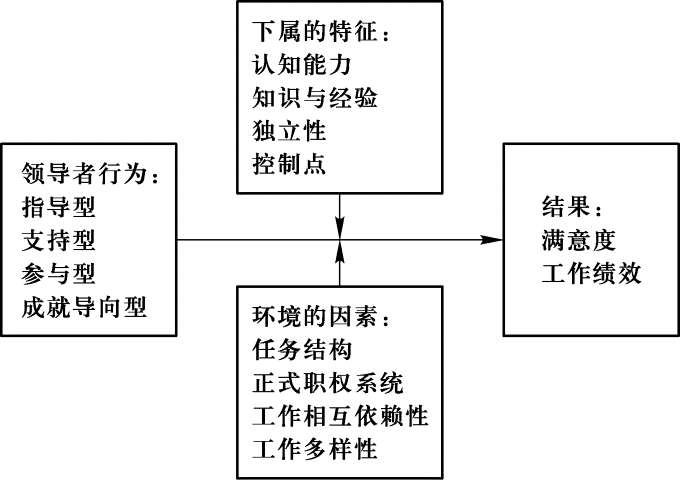 下属的特征：
认知能力
知识与经验
独立性
控制点
领导者行为：
指导型
支持型
参与型
成就导向型
结果：
满意度
工作绩效
环境的因素：
任务结构
正式职权系统
工作相互依赖性
工作多样性